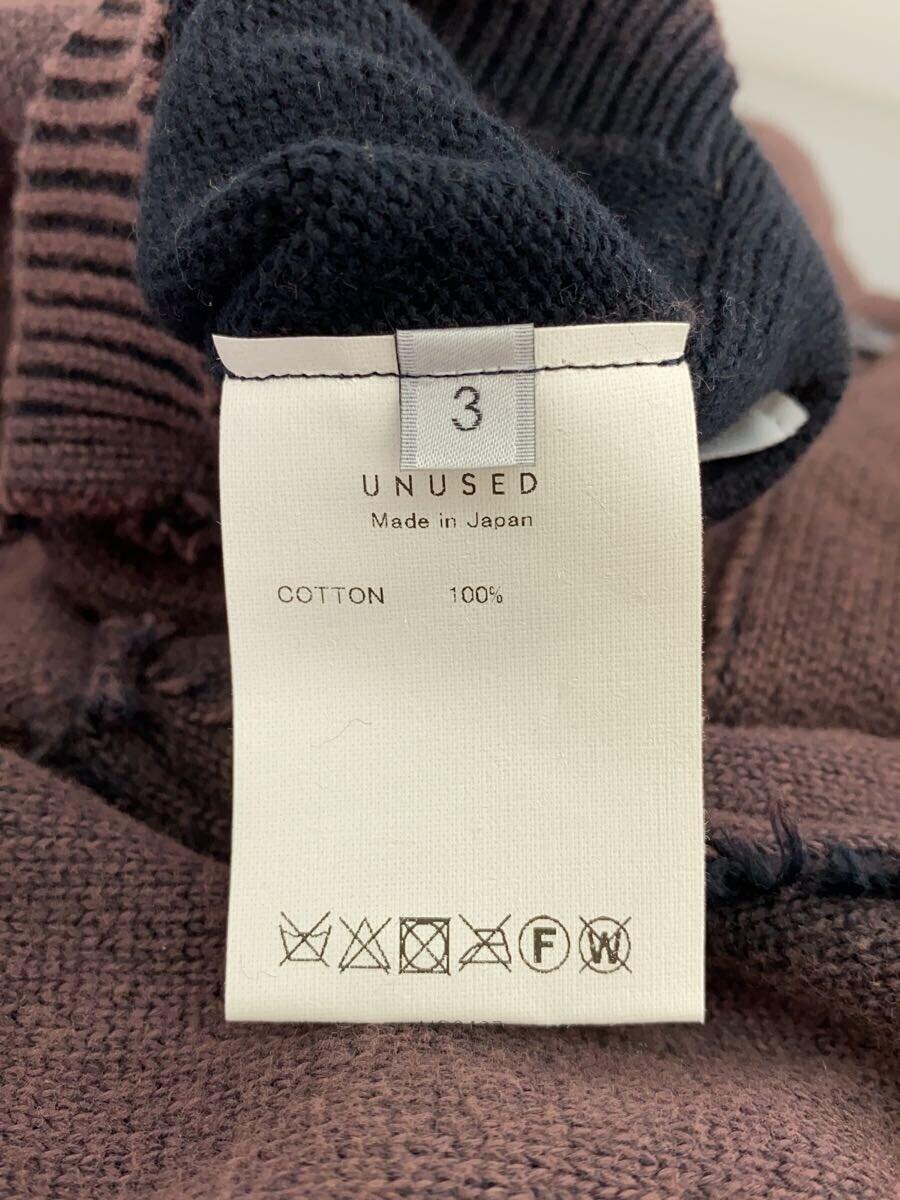 3
UNUSED
Made in Japan
COTTON 100%
F W